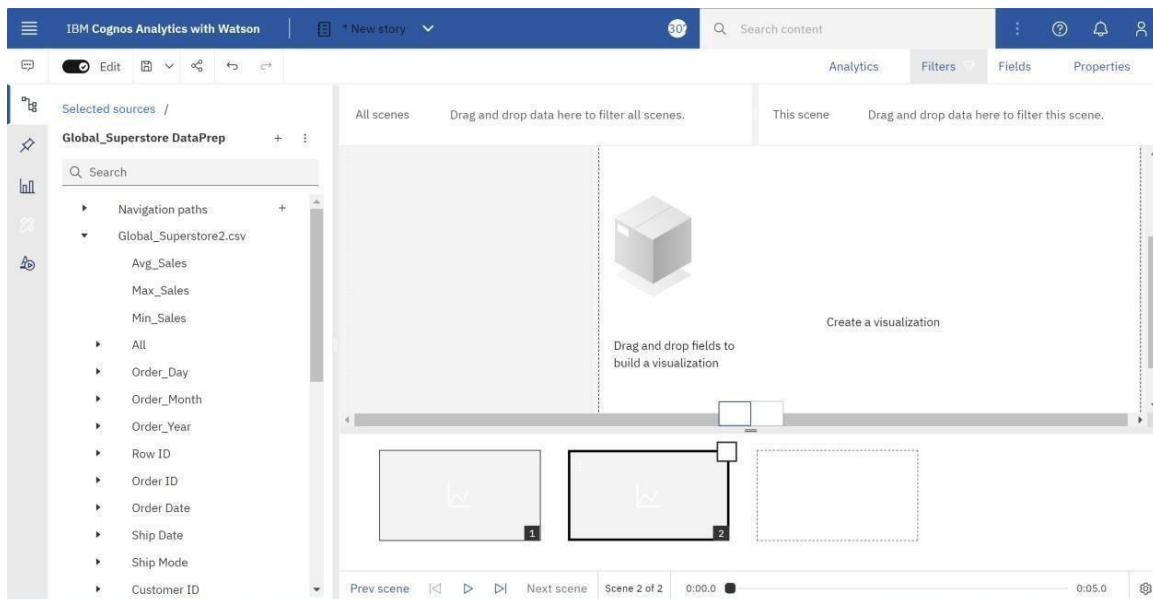 IBM Cognos Analytics with Watson
* New story
Search content
Edit
Analytics
Filters
Fields
Properties
Selected sources /
Global_Superstore DataPrep
Search
Navigation paths
Global_Superstore2.csv
Avg_Sales
Max_Sales
Min_Sales
All
Order_Day
Order_Month
Order_Year
Row ID
Order ID
Order Date
Ship Date
Ship Mode
Customer ID
All scenes
Drag and drop data here to filter all scenes.
This scene
Drag and drop data here to filter this scene.
Drag and drop fields to
build a visualization
Create a visualization
1
2
Prev scene
Next scene
Scene 2 of 2
0:00.0
0:05.0